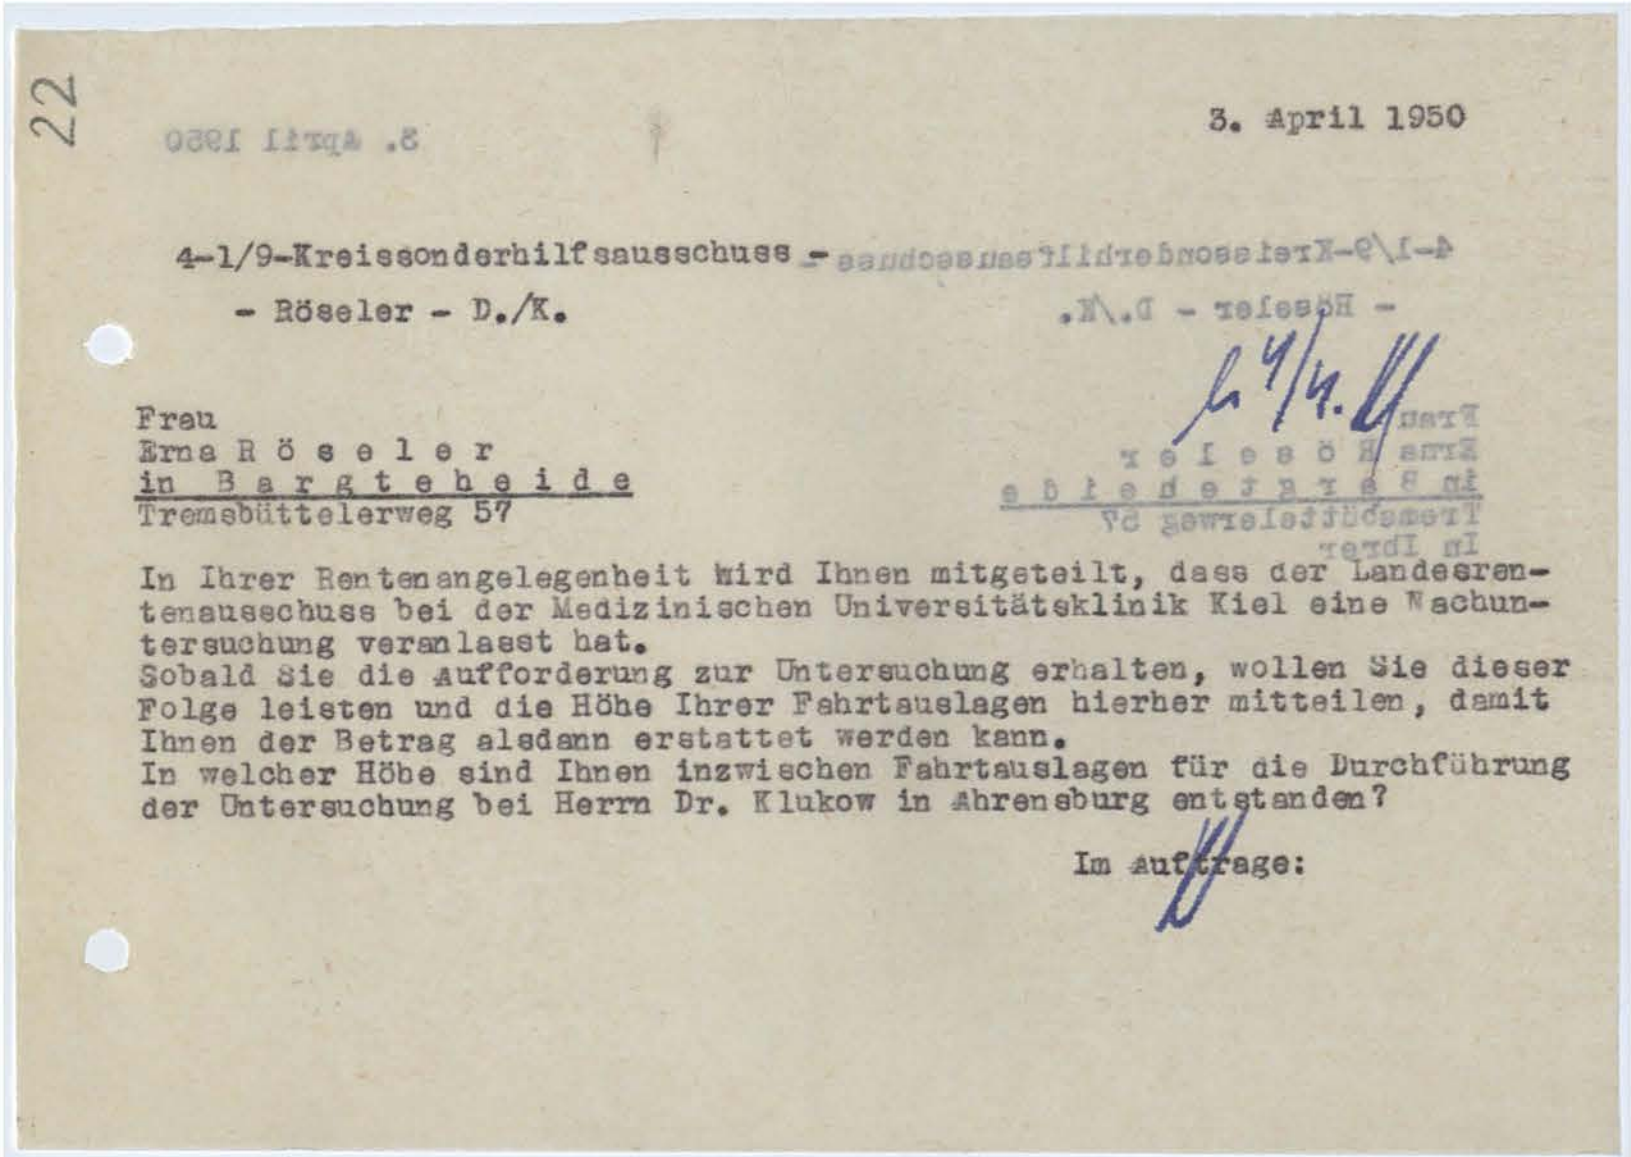 22
3. April 1950
4-1/9-Kreissonderhilfsausschuss -
- Röseler - D./K.
4/4.
Frau
Erna R ö s e l e r
in B a r g t e h e i d e
Tremsbüttelerweg 57
In Ihrer Rentenangelegenheit wird Ihnen mitgeteilt, dass der Landesren-
tenausschuss bei der Medizinischen Universitätsklinik Kiel eine Nachun-
tersuchung veranlasst hat.
Sobald Sie die Aufforderung zur Untersuchung erhalten, wollen Sie dieser
Folge leisten und die Höhe Ihrer Fahrtauslagen hierher mitteilen, damit
Ihnen der Betrag alsdann erstattet werden kann.
In welcher Höhe sind Ihnen inzwischen Fahrtauslagen für die Durchführung
der Untersuchung bei Herrn Dr. Klukow in Ahrensburg entstanden?
Im Auftrage: